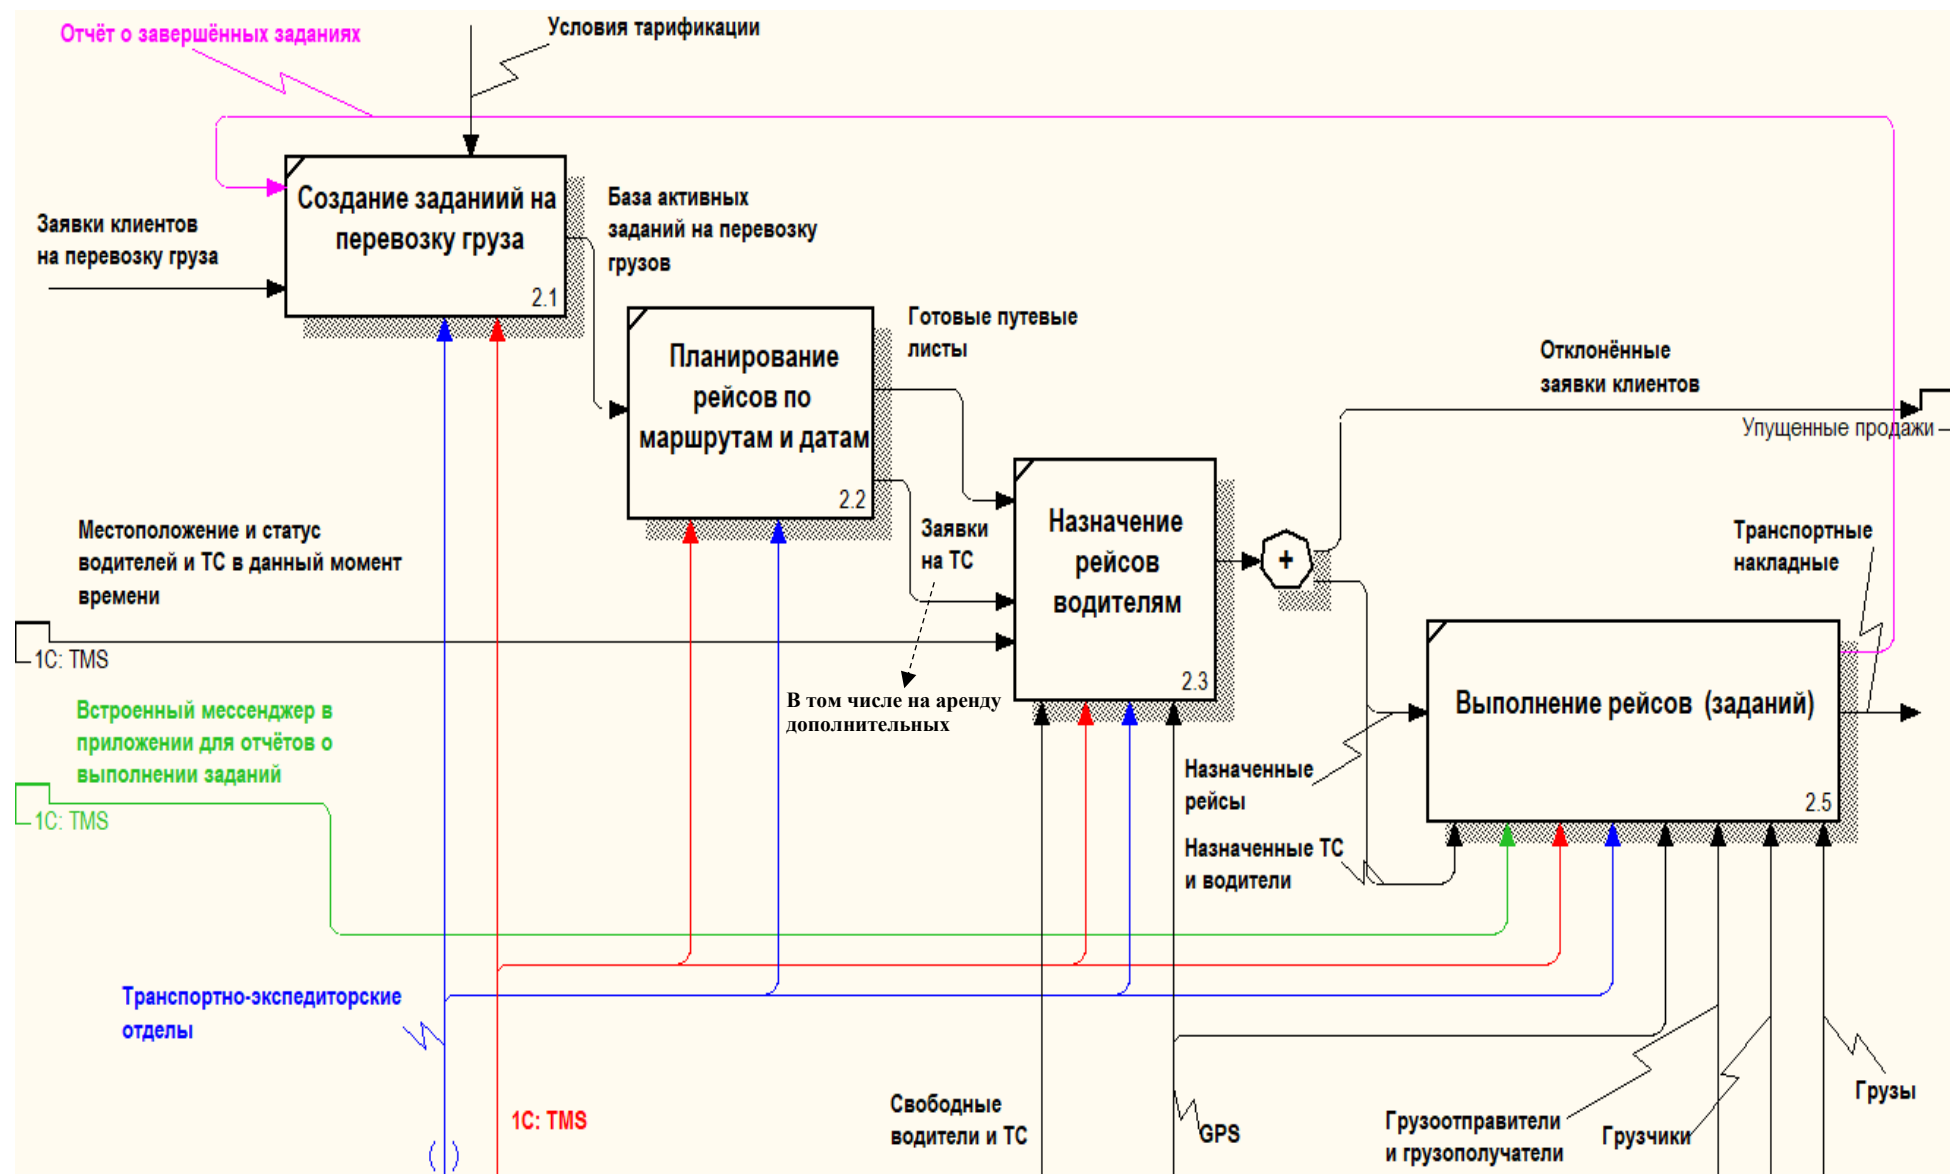 Отчёт о завершённых заданиях
Условия тарификации
Создание заданиий на
перевозку груза
2.1
Заявки клиентов
на перевозку груза
База активных
заданий на перевозку
грузов
Планирование
рейсов по
маршрутам и датам
2.2
Готовые путевые
листы
Отклонённые
заявки клиентов
Упущенные продажи
Назначение
рейсов
водителям
2.3
+
Заявки
на ТС
В том числе на аренду
дополнительных
Местоположение и статус
водителей и ТС в данный момент
времени
1C: TMS
Транспортные
накладные
Выполнение рейсов (заданий)
2.5
Встроенный мессенджер в
приложении для отчётов о
выполнении заданий
1C: TMS
Назначенные
рейсы
Назначенные ТС
и водители
Транспортно-экспедиторские
отделы
1C: TMS
Свободные
водители и ТС
GPS
Грузоотправители
и грузополучатели
Грузчики
Грузы